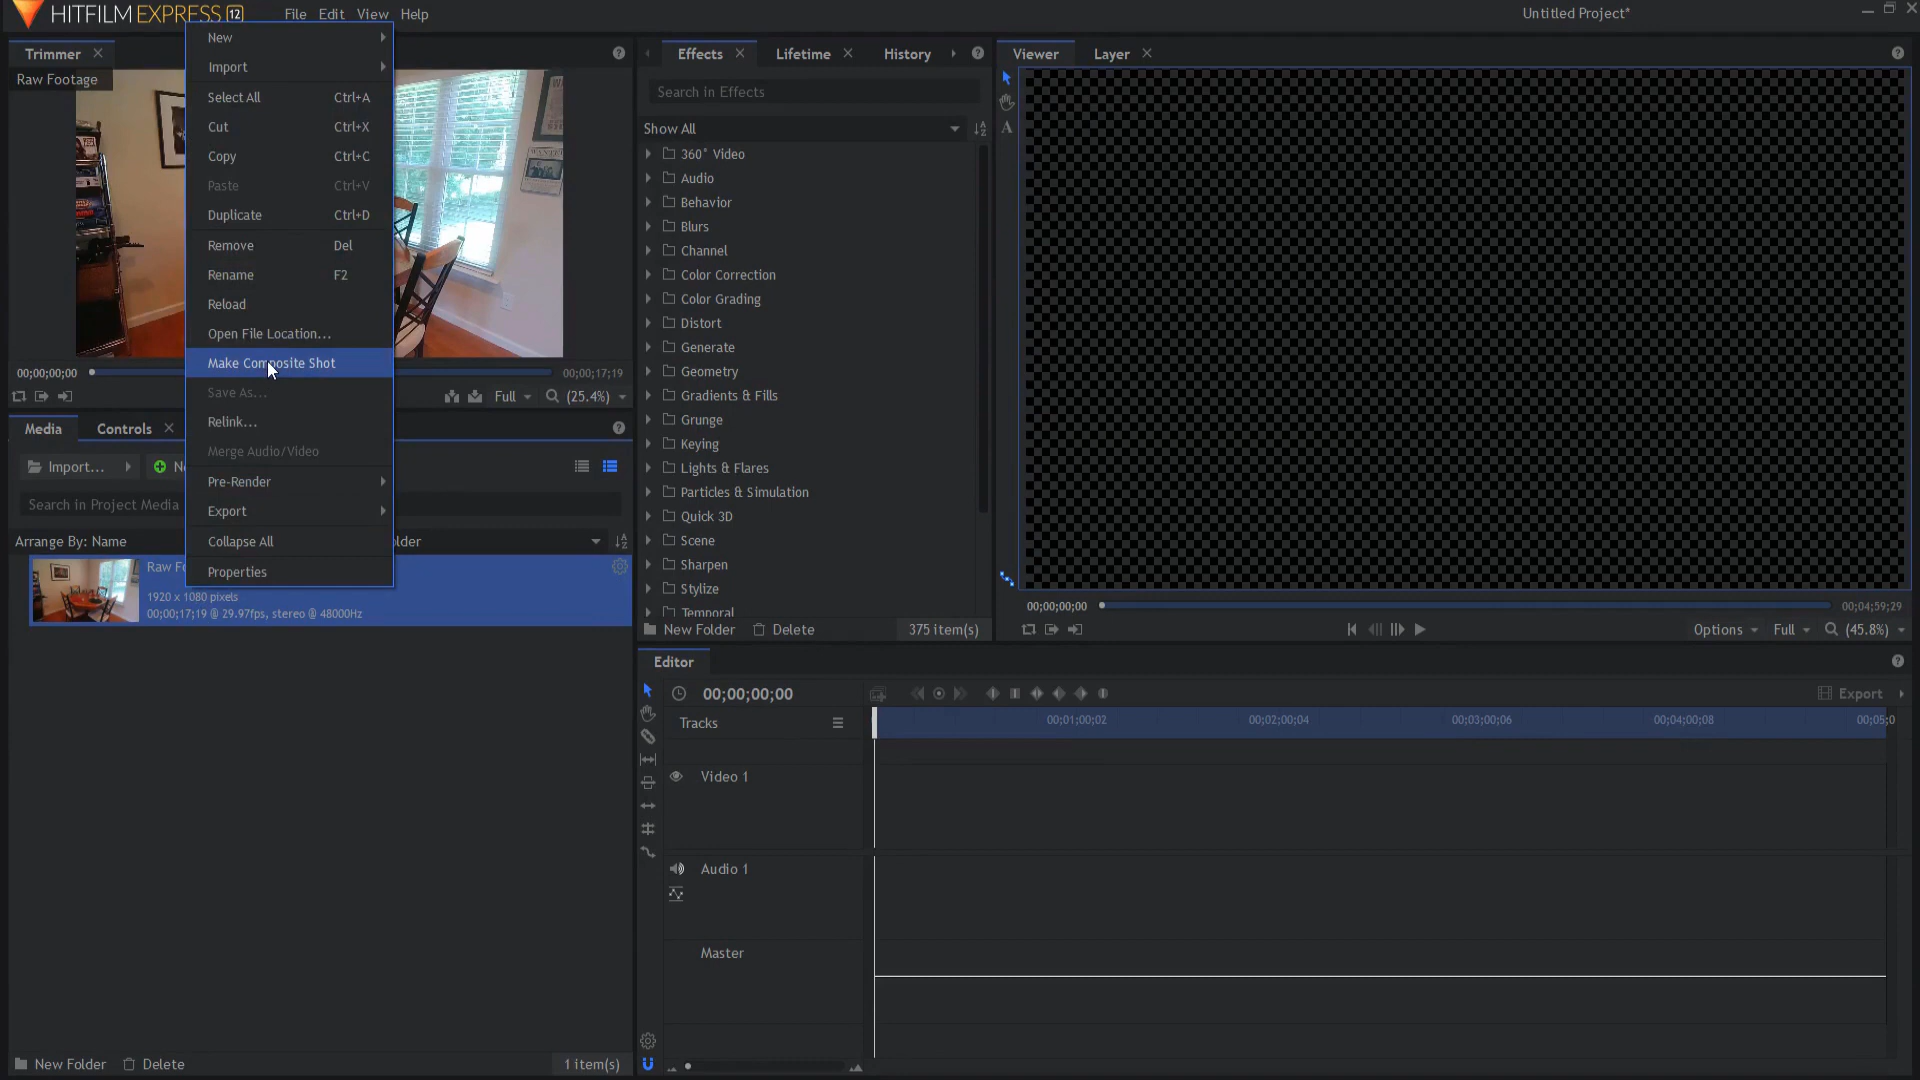 HITFILM EXPRESS 12
File
Edit
View
Help
Untitled Project*
Trimmer
Raw Footage
00;00;00;00
00;00;17;19
Full
(25.4%)
New
Import
Select All Ctrl+A
Cut Ctrl+X
Copy Ctrl+C
Paste Ctrl+V
Duplicate Ctrl+D
Remove Del
Rename F2
Reload
Open File Location...
Make Composite Shot
Save As...
Relink...
Merge Audio/Video
Pre-Render
Export
Collapse All
Properties
Media
Controls
Import...
Search in Project Media
Arrange By: Name
1920 x 1080 pixels
00;00;17;19 @ 29.97fps, stereo @ 48000Hz
New Folder
Delete
1 item(s)
Effects
Lifetime
History
Search in Effects
Show All
360° Video
Audio
Behavior
Blurs
Channel
Color Correction
Color Grading
Distort
Generate
Geometry
Gradients & Fills
Grunge
Keying
Lights & Flares
Particles & Simulation
Quick 3D
Scene
Sharpen
Stylize
Temporal
New Folder
Delete
375 item(s)
Viewer
Layer
A
00;00;00;00
00;04;59;29
Options
Full
(45.8%)
Editor
00;00;00;00
Export
Tracks
00;01;00;02
00;02;00;04
00;03;00;06
00;04;00;08
00;05;0
Video 1
Audio 1
Master